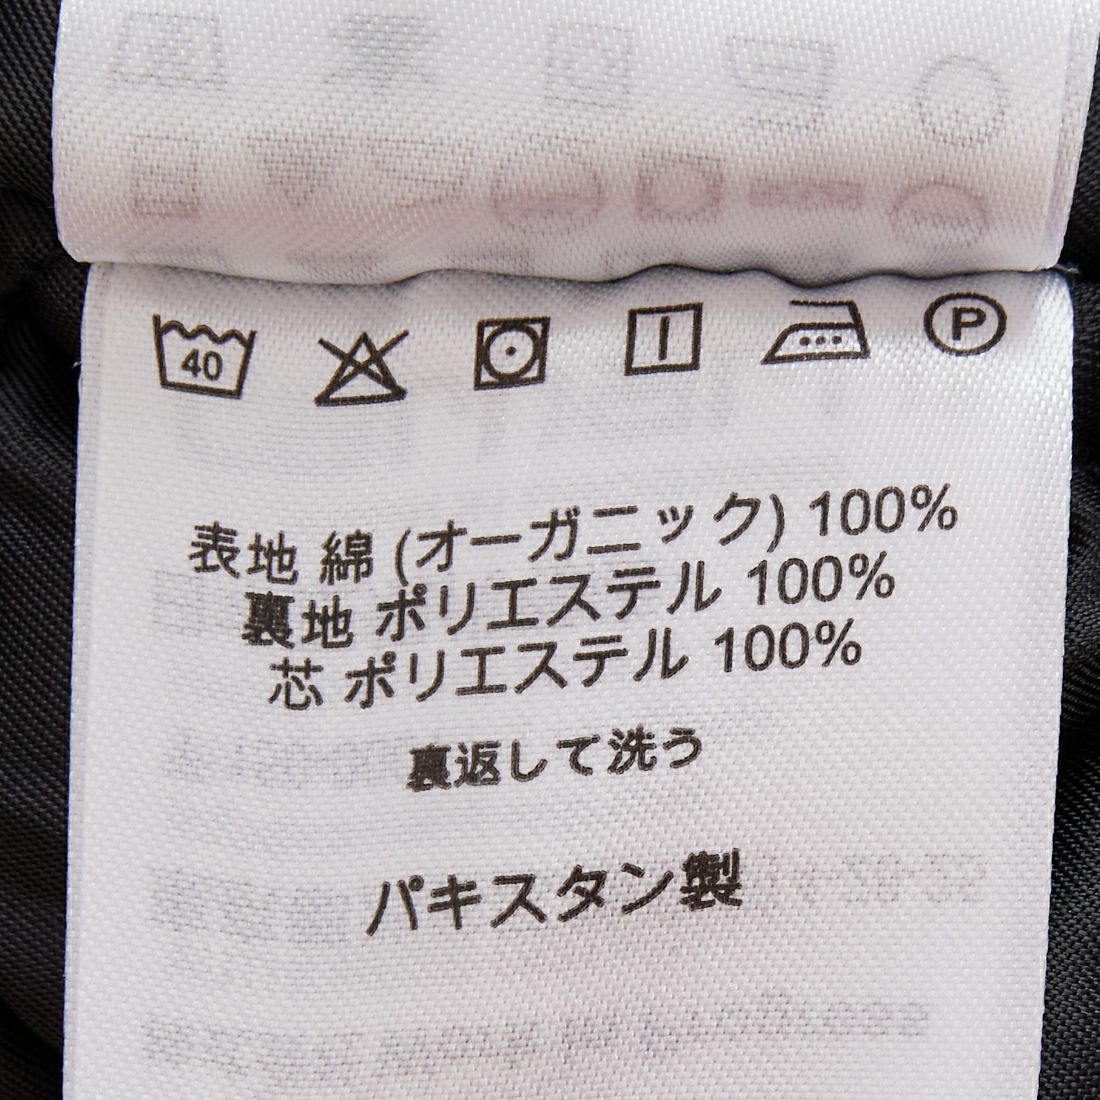 40 P
表地 綿 (オーガニック) 100%
裏地 ポリエステル 100%
芯 ポリエステル 100%
裏返して洗う
パキスタン製